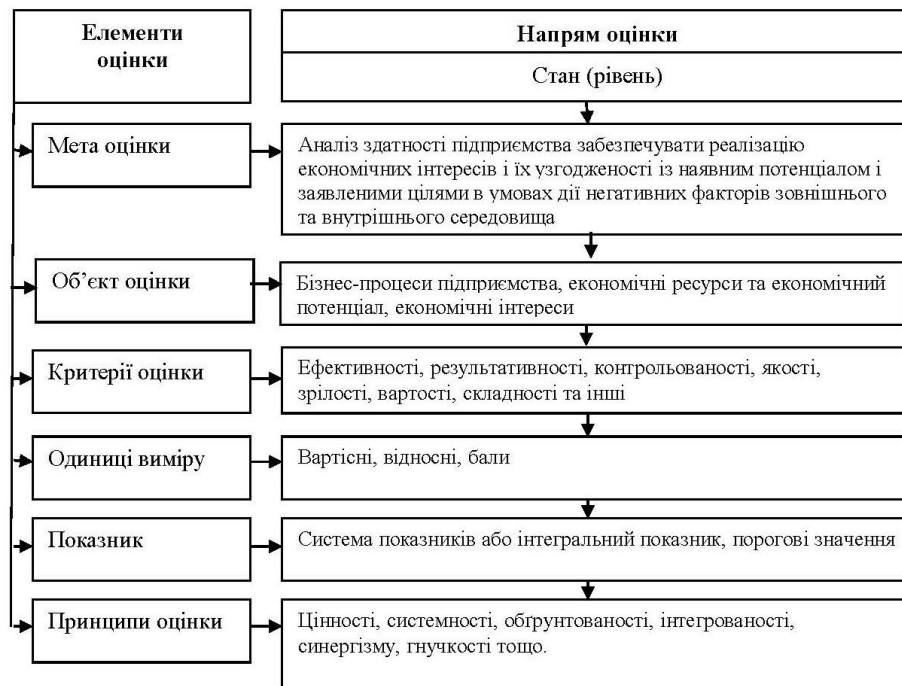 Елементи
оцінки
Напрям оцінки
Стан (рівень)
Мета оцінки
Аналіз здатності підприємства забезпечувати реалізацію
економічних інтересів і їх узгодженості із наявним потенціалом і
заявленими цілями в умовах дії негативних факторів зовнішнього
та внутрішнього середовища
Об’єкт оцінки
Бізнес-процеси підприємства, економічні ресурси та економічний
потенціал, економічні інтереси
Критерії оцінки
Ефективності, результативності, контрольованості, якості,
зрілості, вартості, складності та інші
Одиниці виміру
Вартісні, відносні, бали
Показник
Система показників або інтегральний показник, порогові значення
Принципи оцінки
Цінності, системності, обґрунтованості, інтегрованості,
синергізму, гнучкості тощо.